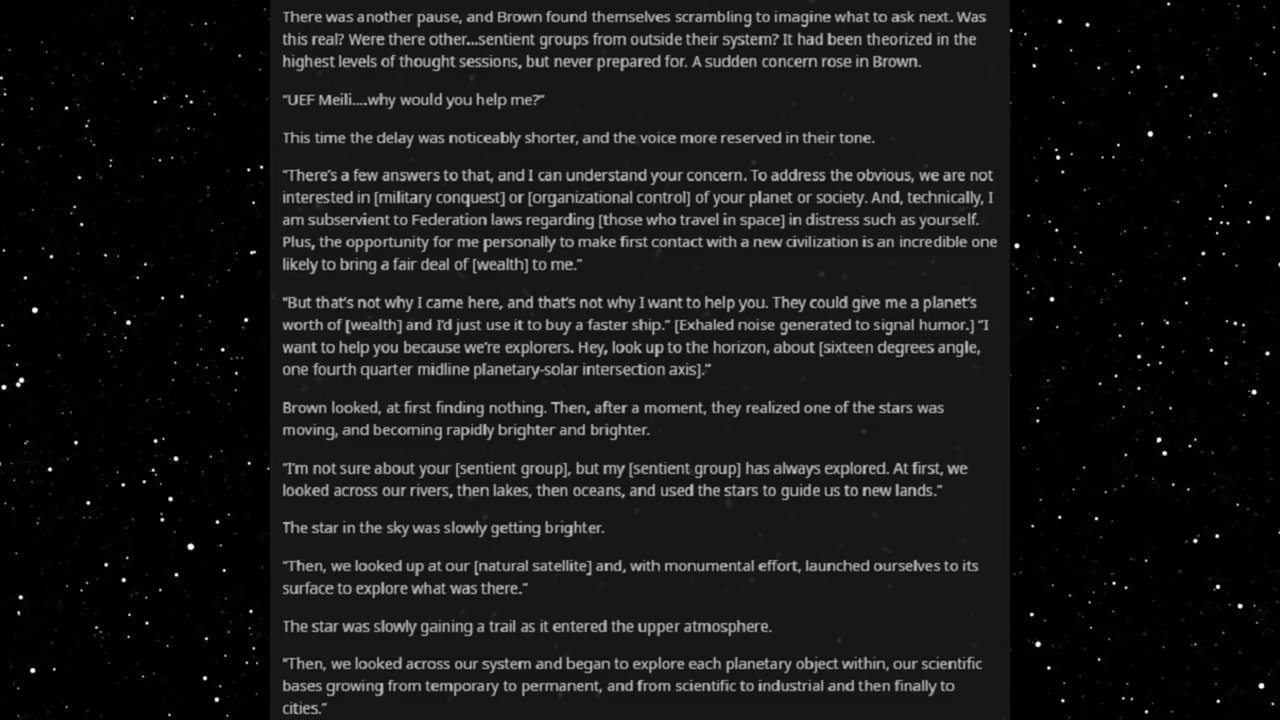 There was another pause, and Brown found themselves scrambling to imagine what to ask next. Was
this real? Were there other...sentient groups from outside their system? It had been theorized in the
highest levels of thought sessions, but never prepared for. A sudden concern rose in Brown.
“UEF Meili....why would you help me?”
This time the delay was noticeably shorter, and the voice more reserved in their tone.
“There’s a few answers to that, and I can understand your concern. To address the obvious, we are not
interested in [military conquest] or [organizational control] of your planet or society. And, technically, I
am subservient to Federation laws regarding [those who travel in space] in distress such as yourself.
Plus, the opportunity for me personally to make first contact with a new civilization is an incredible one
likely to bring a fair deal of [wealth] to me.”
“But that’s not why I came here, and that’s not why I want to help you. They could give me a planet’s
worth of [wealth] and I’d just use it to buy a faster ship.” [Exhaled noise generated to signal humor.] “I
want to help you because we’re explorers. Hey, look up to the horizon, about [sixteen degrees angle,
one fourth quarter midline planetary-solar intersection axis].”
Brown looked, at first finding nothing. Then, after a moment, they realized one of the stars was
moving, and becoming rapidly brighter and brighter.
“I’m not sure about your [sentient group], but my [sentient group] has always explored. At first, we
looked across our rivers, then lakes, then oceans, and used the stars to guide us to new lands.”
The star in the sky was slowly getting brighter.
“Then, we looked up at our [natural satellite] and, with monumental effort, launched ourselves to its
surface to explore what was there.”
The star was slowly gaining a trail as it entered the upper atmosphere.
“Then, we looked across our system and began to explore each planetary object within, our scientific
bases growing from temporary to permanent, and from scientific to industrial and then finally to
cities.”